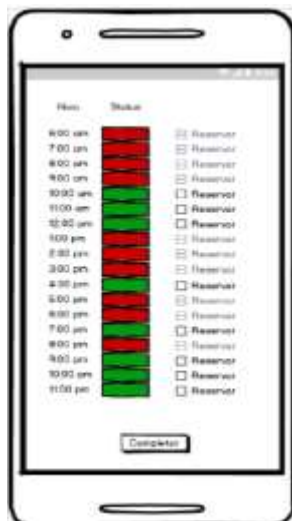 Status
6:00 am Reservar
7:00 am Reservar
8:00 am Reservar
9:00 am Reservar
10:00 am Reservar
11:00 am Reservar
12:00 pm Reservar
1:00 pm Reservar
2:00 pm Reservar
3:00 pm Reservar
4:00 pm Reservar
5:00 pm Reservar
6:00 pm Reservar
7:00 pm Reservar
8:00 pm Reservar
9:00 pm Reservar
10:00 pm Reservar
11:00 pm Reservar
Completar